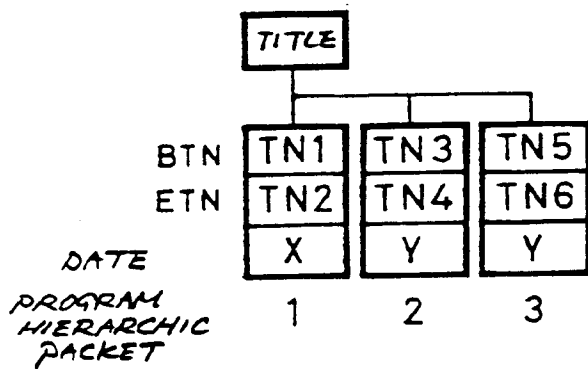 TITLE
BTN TN1 TN3 TN5
ETN TN2 TN4 TN6
DATE X Y Y
PROGRAM
HIERARCHIC
PACKET
1 2 3